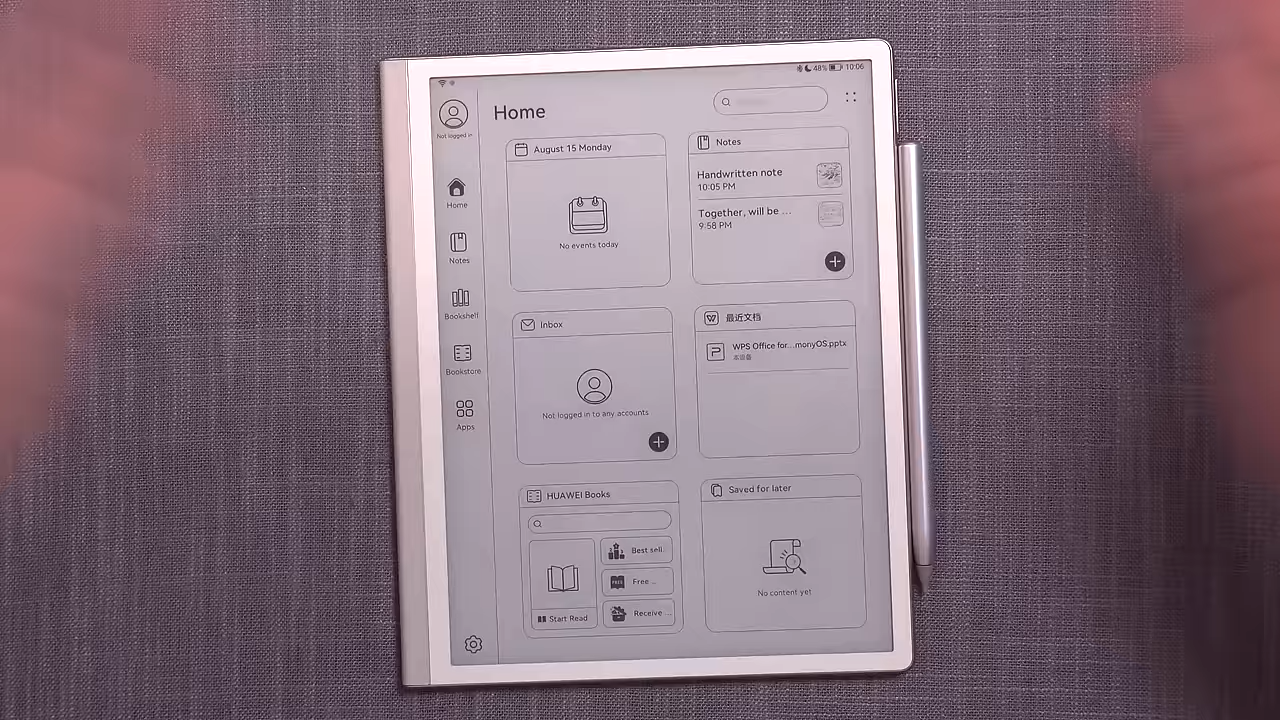 48% 10:06
Not logged in
Home
Home
Notes
Bookshelf
Bookstore
Apps
August 15 Monday
No events today
Notes
Handwritten note
10:05 PM
Together, will be ...
9:58 PM
Inbox
Not logged in to any accounts
最近文档
WPS Office for...monyOS.pptx
本设备
HUAWEI Books
Start Read
Best sell
Free ...
Receive ...
Saved for later
No content yet